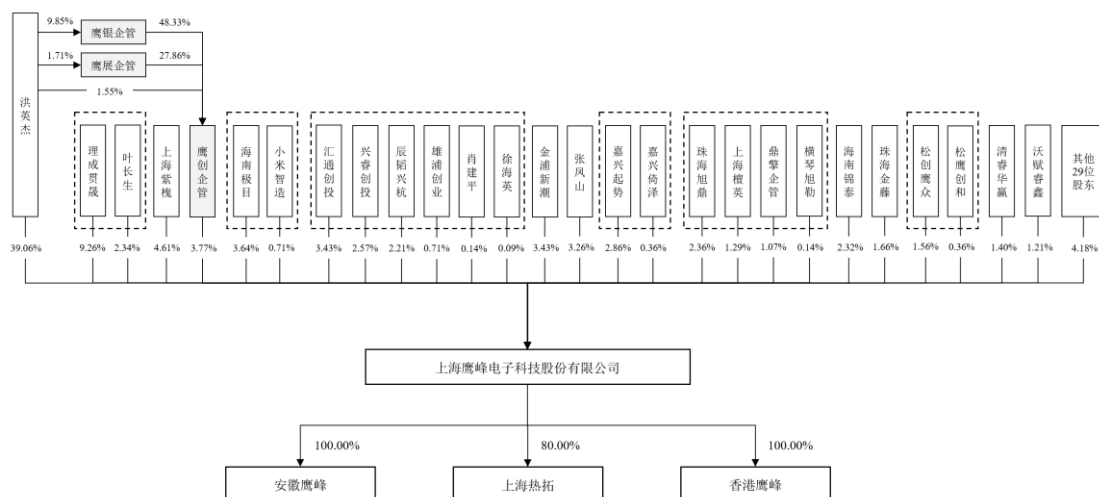 9.85%
鹰银企管
48.33%
1.71%
鹰展企管
27.86%
1.55%
洪英杰
理成贯晟
叶长生
上海紫槐
鹰创企管
海南极目
小米智造
汇通创投
兴睿创投
辰韬兴杭
雄浦创业
肖建平
徐海英
金浦新潮
张凤山
嘉兴起势
嘉兴倚泽
珠海旭鼎
上海檀英
鼎擎企管
横琴旭勒
海南锦泰
珠海金藤
松创鹰众
松鹰创和
清睿华赢
沃赋睿鑫
其他
29位
股东
39.06%
9.26%
2.34%
4.61%
3.77%
3.64%
0.71%
3.43%
2.57%
2.21%
0.71%
0.14%
0.09%
3.43%
3.26%
2.86%
0.36%
2.36%
1.29%
1.07%
0.14%
2.32%
1.66%
1.56%
0.36%
1.40%
1.21%
4.18%
上海鹰峰电子科技股份有限公司
100.00%
80.00%
100.00%
安徽鹰峰
上海热拓
香港鹰峰